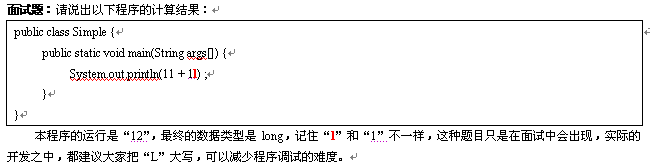 面试题：请说出以下程序的计算结果：
public class Simple {
public static void main(String args[]) {
System.out.println(11 + 1l) ;
}
}
本程序的运行是“12”，最终的数据类型是 long，记住“l”和“1”不一样，这种题目只是在面试中会出现，实际的
开发之中，都建议大家把“L”大写，可以减少程序调试的难度。